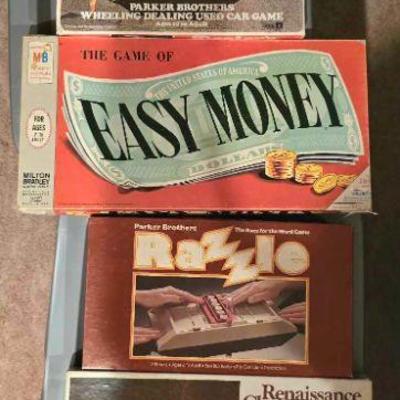 PARKER BROTHERS
WHEELING DEALING USED CAR GAME
MB
THE GAME OF
THE UNITED STATES OF AMERICA
EASY MONEY
DOLLARS
FOR
AGES
MILTON
BRADLEY
Parker Brothers
The Race for the Word Game
Razzle
Renaissance